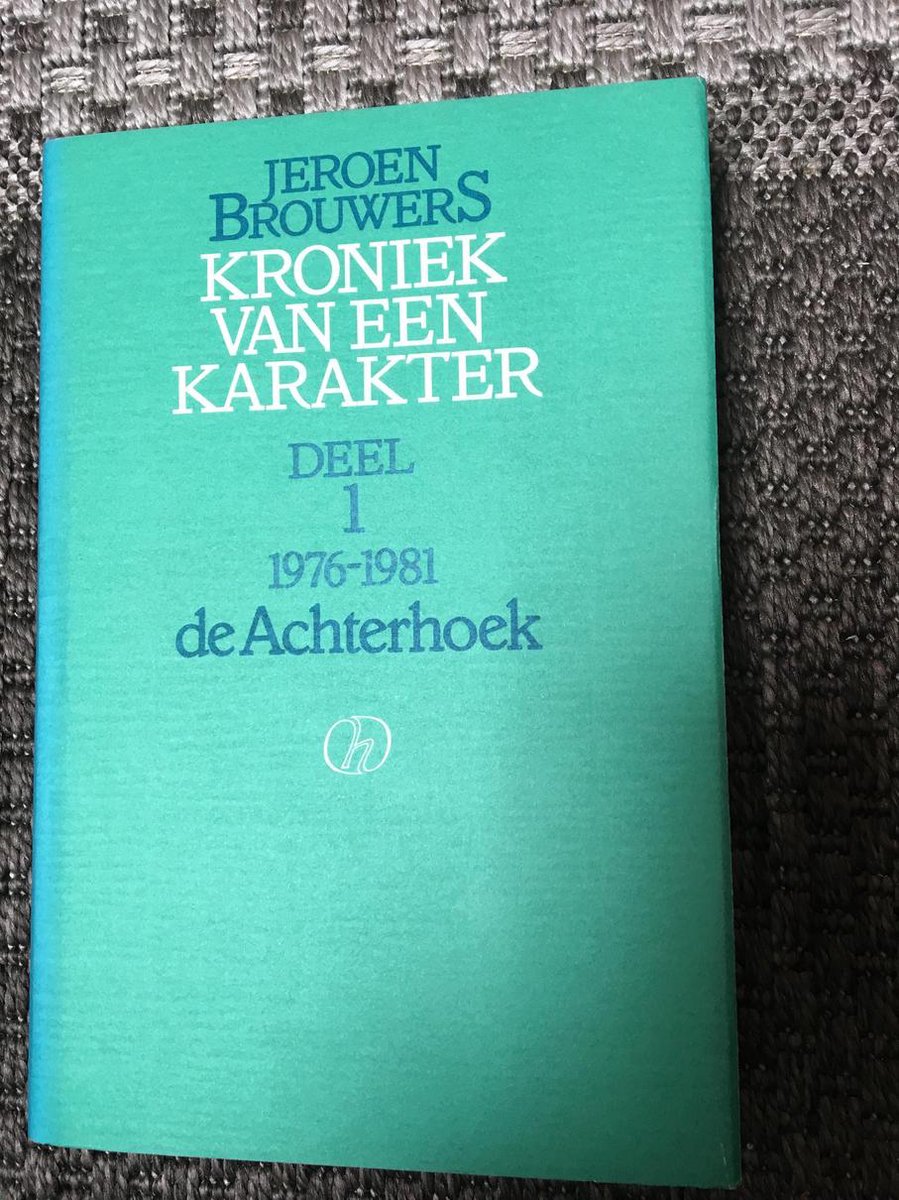 JEROEN
BROUWERS
KRONIEK
VAN EEN
KARAKTER
DEEL
1
1976-1981
de Achterhoek
h